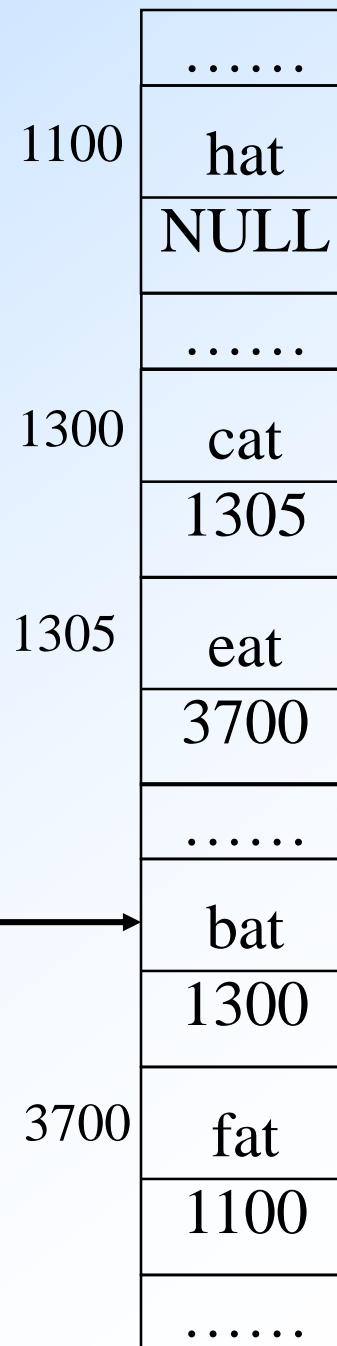 ……
1100 hat
NULL
……
1300 cat
1305
1305 eat
3700
……
bat
1300
3700 fat
1100
……